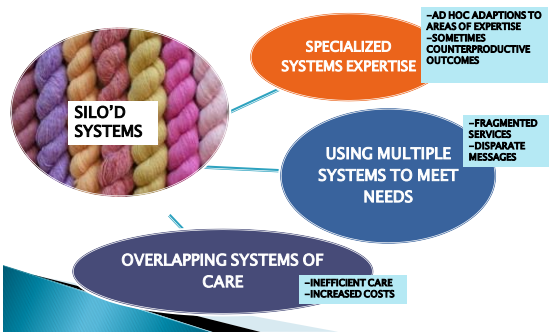 SILO’D
SYSTEMS
SPECIALIZED
SYSTEMS EXPERTISE
–AD HOC ADAPTIONS TO
AREAS OF EXPERTISE
–SOMETIMES
COUNTERPRODUCTIVE
OUTCOMES
USING MULTIPLE
SYSTEMS TO MEET
NEEDS
–FRAGMENTED
SERVICES
–DISPARATE
MESSAGES
OVERLAPPING SYSTEMS OF
CARE
–INEFFICIENT CARE
–INCREASED COSTS